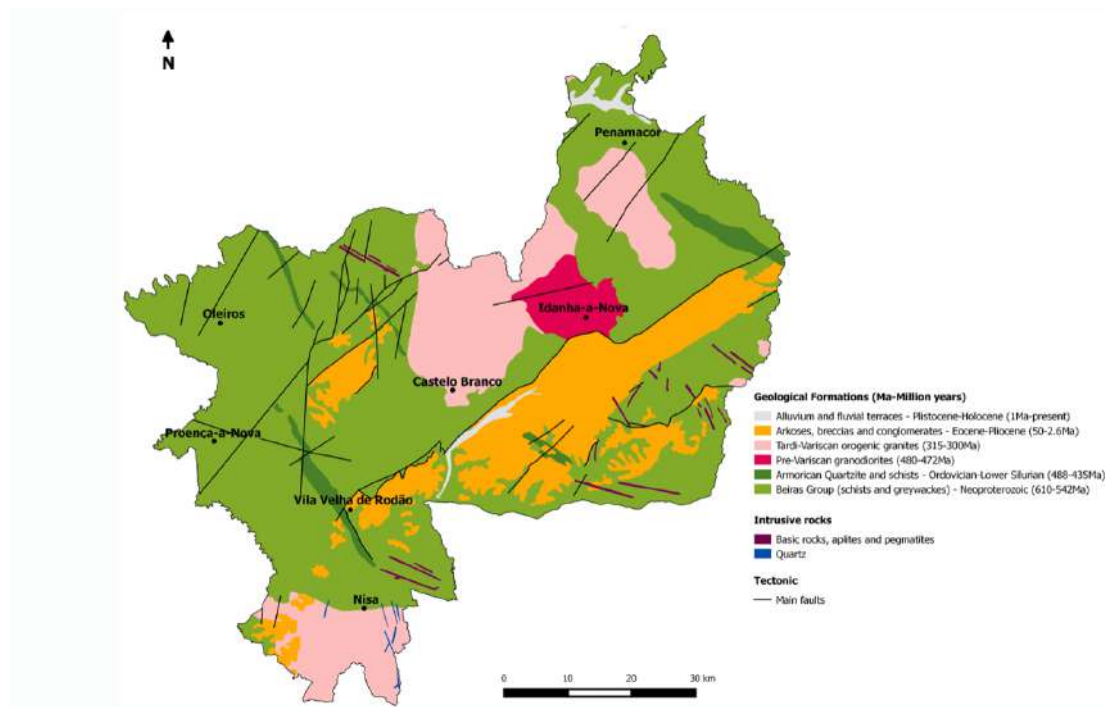 N
Penamacor
Oleiros
Idanha-a-Nova
Castelo Branco
Proença-a-Nova
Vila Velha de Rodão
Nisa
Geological Formations (Ma-Million years)
Alluvium and fluvial terraces - Plistocene-Holocene (1Ma-present)
Arkoses, breccias and conglomerates - Eocene-Pliocene (50-2.6Ma)
Tardi-Variscan orogenic granites (315-300Ma)
Pre-Variscan granodiorites (480-472Ma)
Armorican Quartzite and schists - Ordovician-Lower Silurian (488-435Ma)
Beiras Group (schists and greywackes) - Neoproterozoic (610-542Ma)
Intrusive rocks
Basic rocks, aplites and pegmatites
Quartz
Tectonic
Main faults
0 10 20 30 km